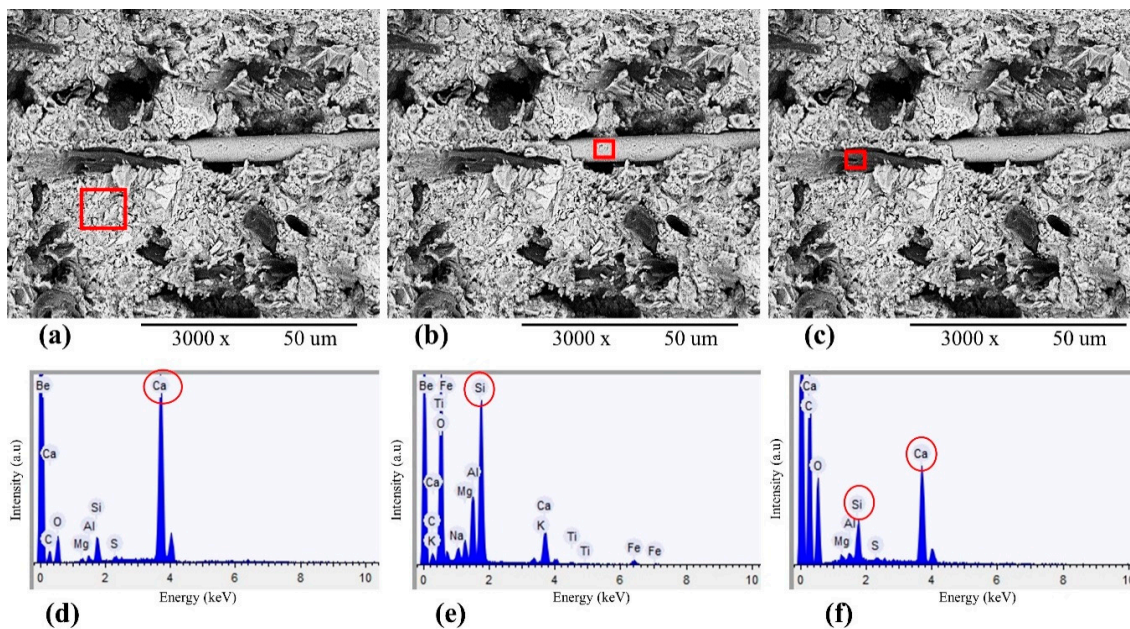 (a) 3000 x 50 um
(b) 3000 x 50 um
(c) 3000 x 50 um
Intensity (a.u)
Be
Ca
Ca
C
O
Mg
Al
Si
S
0 2 4 6 8 10
Energy (keV)
(d)
Intensity (a.u)
Be
Fe
Ti
O
Si
Al
Mg
Ca
C
K
Na
Ca
K
Ti
Ti
Fe
Fe
0 2 4 6 8 10
Energy (keV)
(e)
Intensity (a.u)
Ca
C
O
Ca
Si
Al
Mg
S
0 2 4 6 8 10
Energy (keV)
(f)